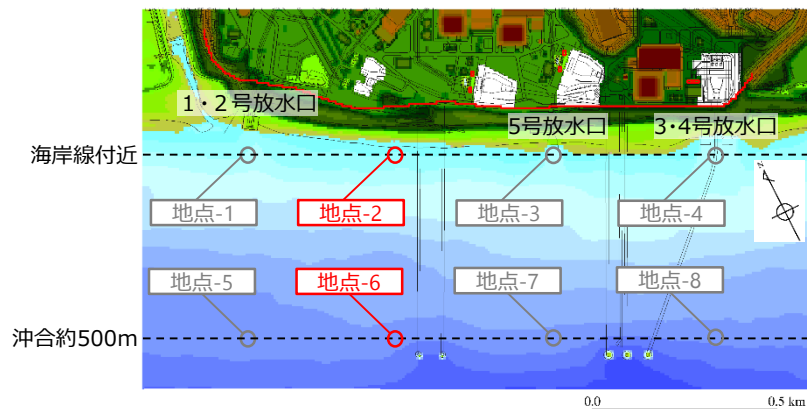 1・2号放水口
5号放水口
3・4号放水口
海岸線付近
地点-1
地点-2
地点-3
地点-4
N
地点-5
地点-6
地点-7
地点-8
沖合約500m
0.0
0.5 km